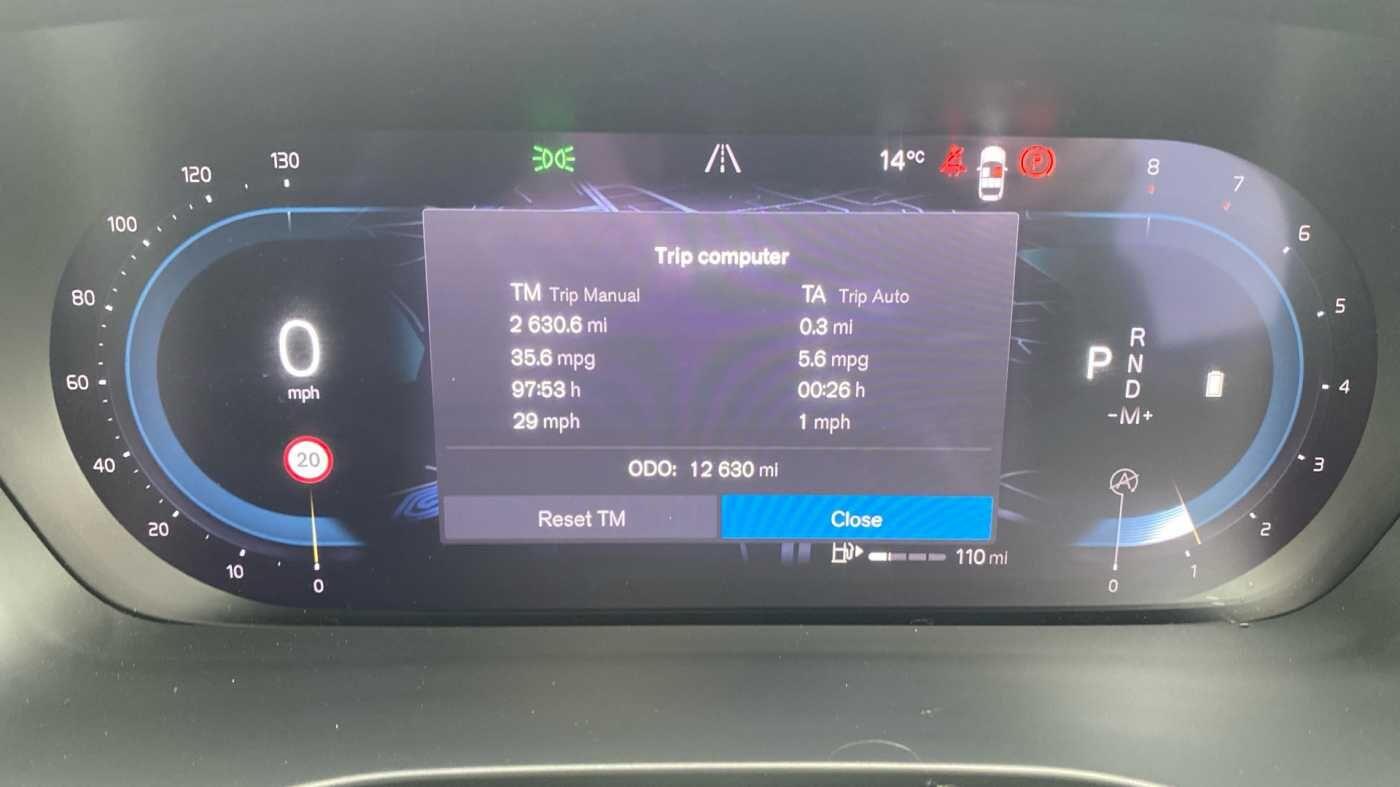 14°C
P
130
120
100
80
60
40
20
10
0
0
mph
20
Trip computer
TM Trip Manual
2 630.6 mi
35.6 mpg
97:53 h
29 mph
TA Trip Auto
0.3 mi
5.6 mpg
00:26 h
1 mph
ODO: 12 630 mi
Reset TM
Close
110 mi
P
R
N
D
-M+
A
8
7
6
5
4
3
2
1
0